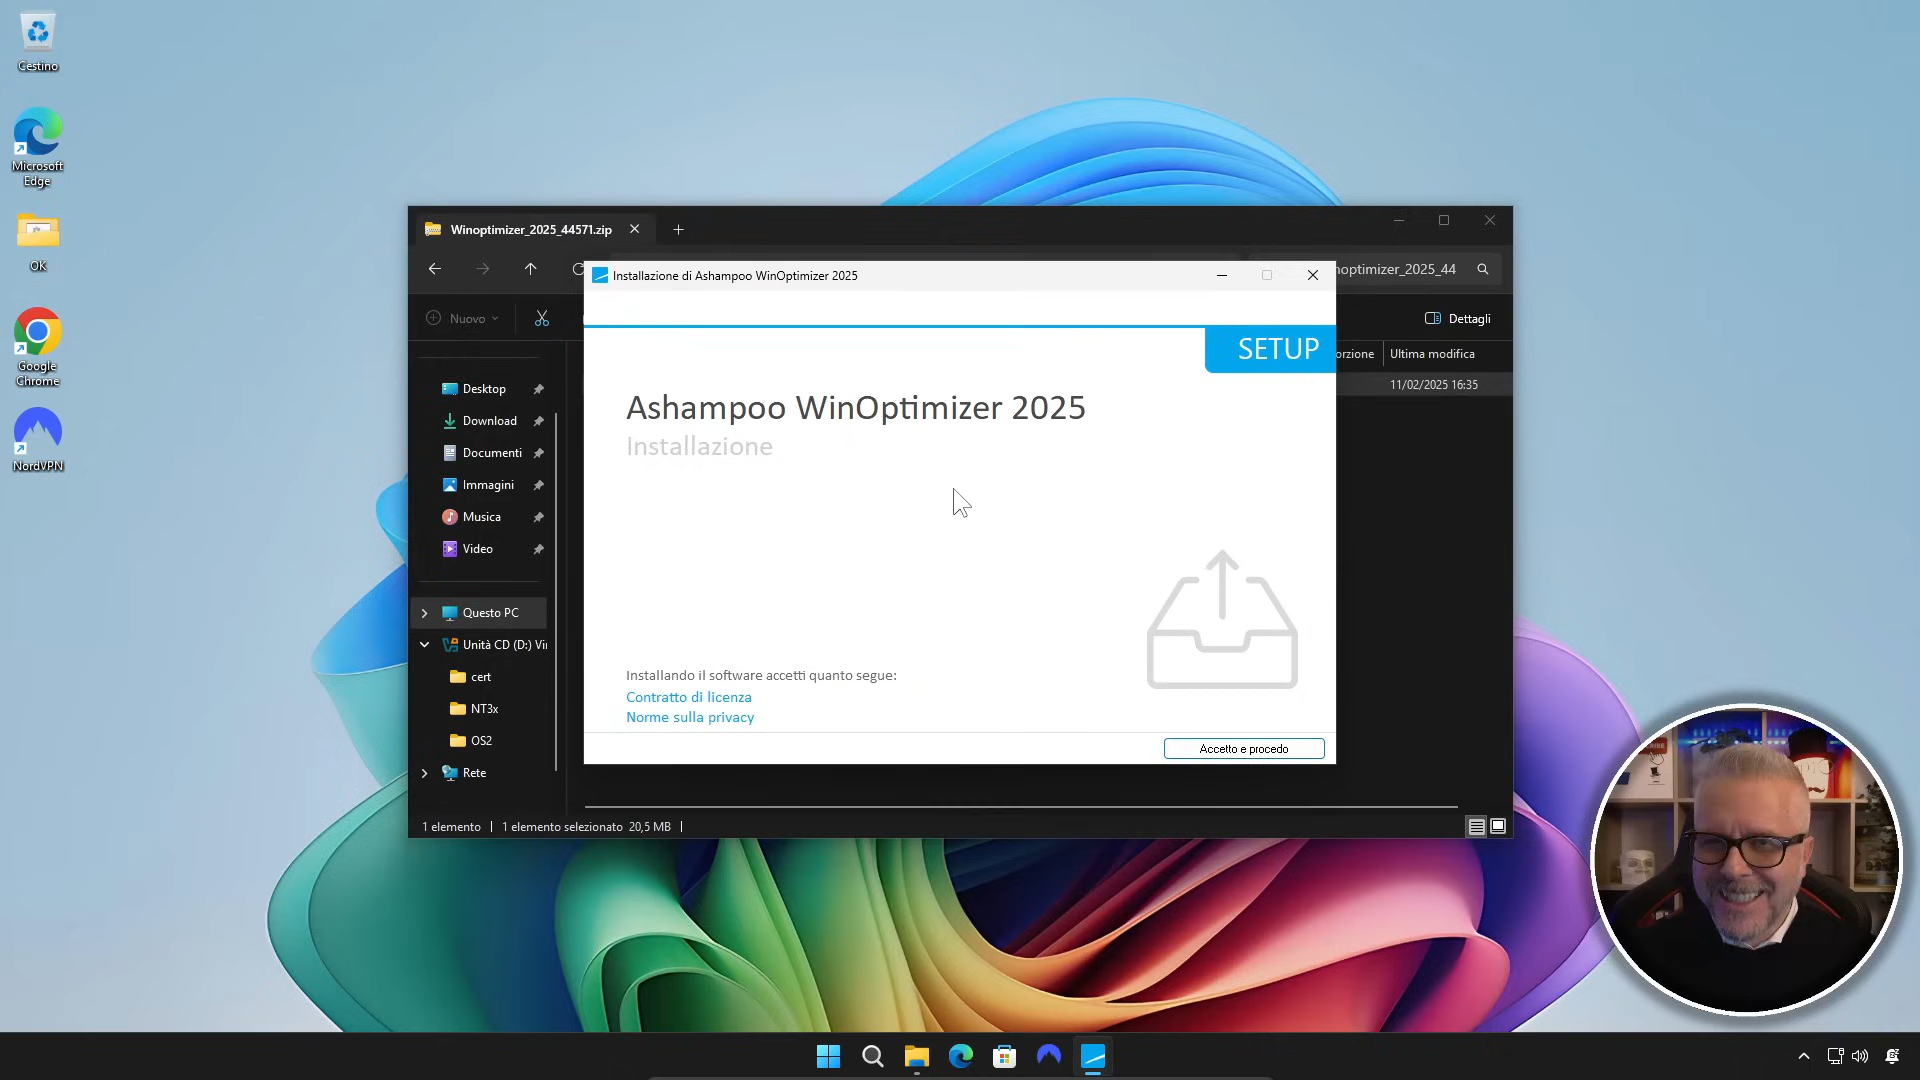 Cestino
Microsoft
Edge
OK
Google
Chrome
NordVPN
Winoptimizer_2025_44571.zip
Installazione di Ashampoo WinOptimizer 2025
noptimizer_2025_44
Nuovo
Dettagli
SETUP
orzione
Ultima modifica
11/02/2025 16:35
Ashampoo WinOptimizer 2025
Installazione
Desktop
Download
Documenti
Immagini
Musica
Video
Questo PC
Unità CD (D:) Vi
cert
NT3x
OS2
Rete
Installando il software accetti quanto segue:
Contratto di licenza
Norme sulla privacy
Accetto e procedo
1 elemento
1 elemento selezionato 20,5 MB